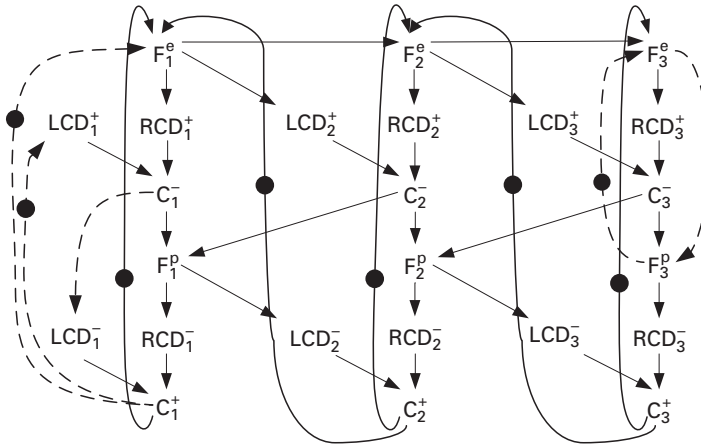 F₁ᵉ F₂ᵉ F₃ᵉ
LCD₁⁺ RCD₁⁺ LCD₂⁺ RCD₂⁺ LCD₃⁺ RCD₃⁺
C₁⁻ C₂⁻ C₃⁻
F₁ᵖ F₂ᵖ F₃ᵖ
LCD₁⁻ RCD₁⁻ LCD₂⁻ RCD₂⁻ LCD₃⁻ RCD₃⁻
C₁⁺ C₂⁺ C₃⁺